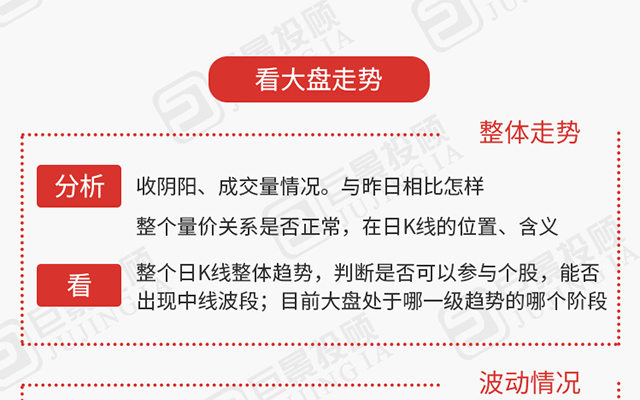 看大盘走势
整体走势
分析
收阴阳、成交量情况。与昨日相比怎样
整个量价关系是否正常，在日K线的位置、含义
看
整个日K线整体趋势，判断是否可以参与个股，能否
出现中线波段；目前大盘处于哪一级趋势的哪个阶段
波动情况
巨景投顾
JUJINGIA